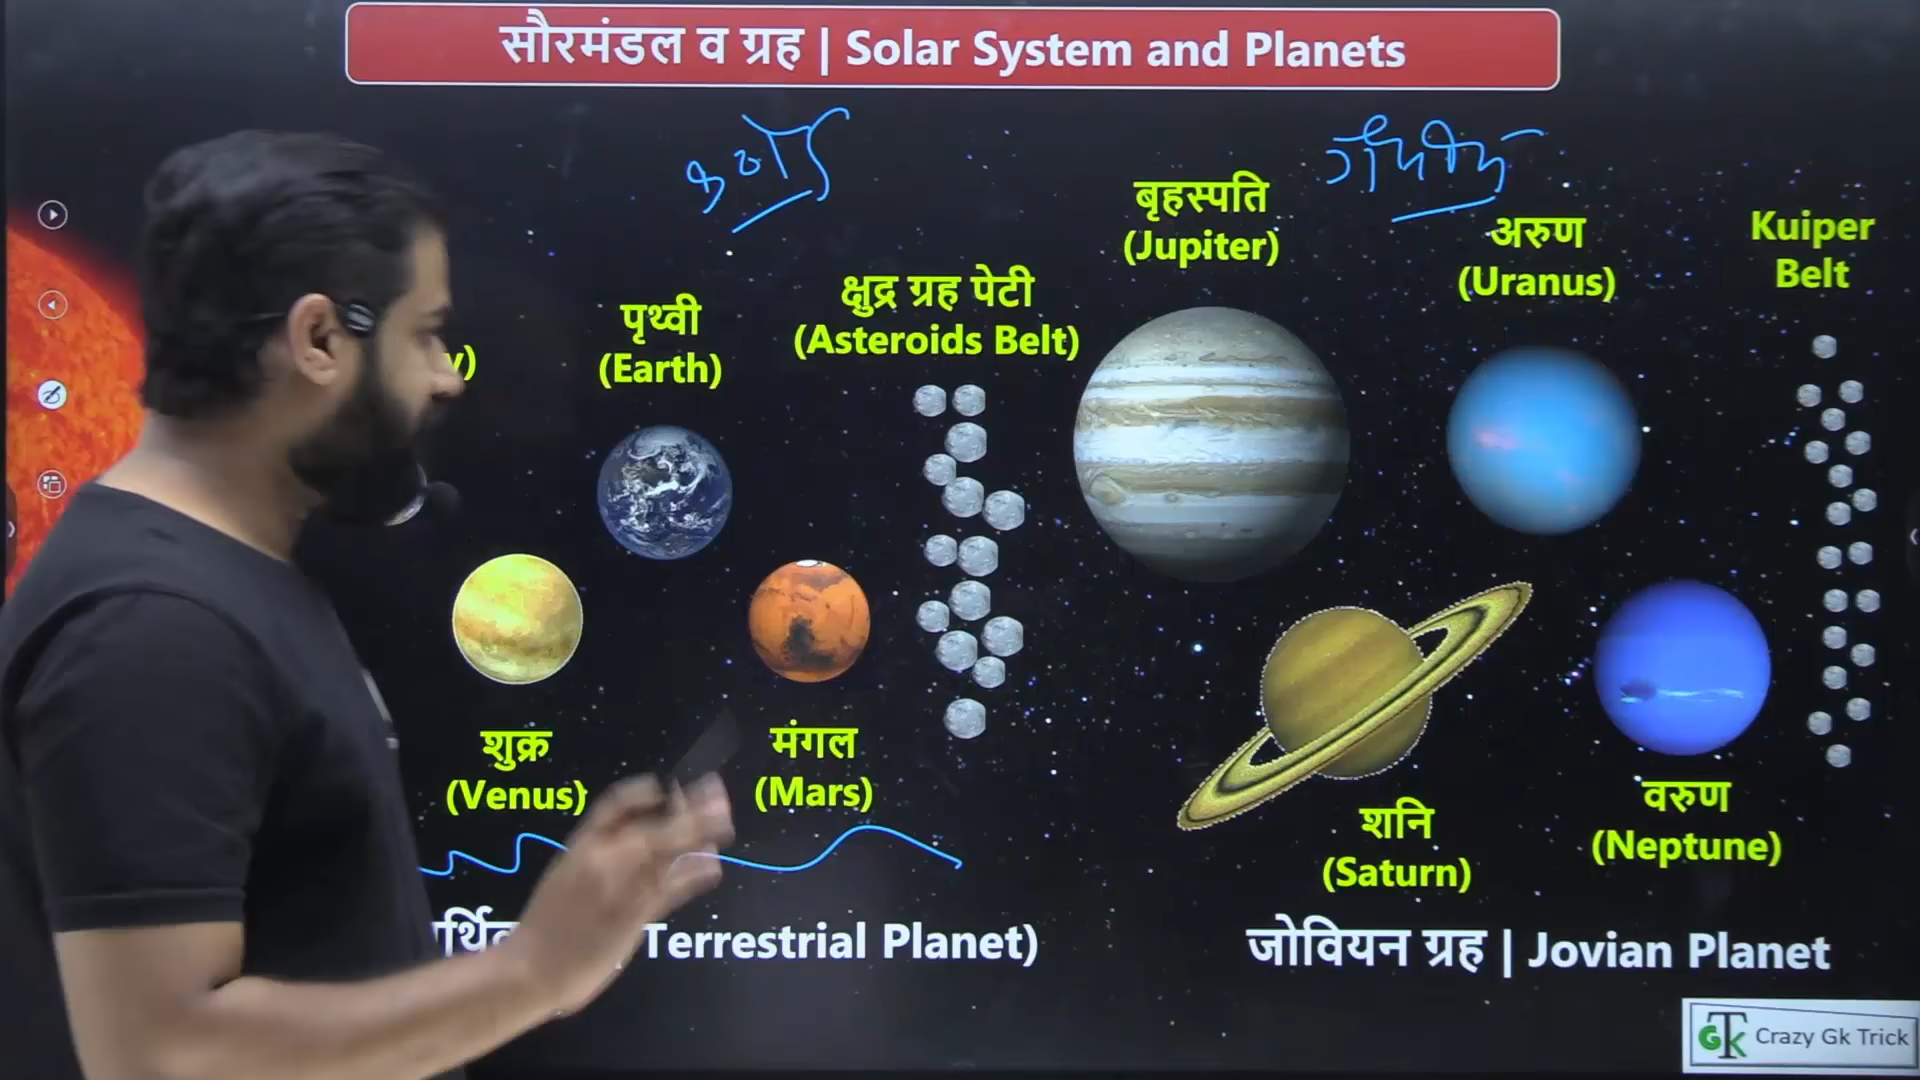 सौरमंडल व ग्रह | Solar System and Planets
बृहस्पति
(Jupiter)
अरुण
(Uranus)
Kuiper
Belt
क्षुद्र ग्रह पेटी
(Asteroids Belt)
पृथ्वी
(Earth)
y)
शुक्र
(Venus)
मंगल
(Mars)
शनि
(Saturn)
वरुण
(Neptune)
Terrestrial Planet)
जोवियन ग्रह | Jovian Planet
GTK Crazy Gk Trick